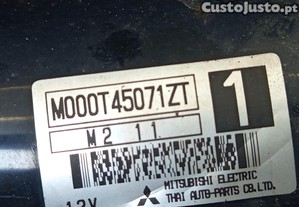 CustoJusto.pt
M000T45071ZT
1
M 2 1 1
MITSUBISHI ELECTRIC
THAI AUTO-PARTS CO.LTD.
12V